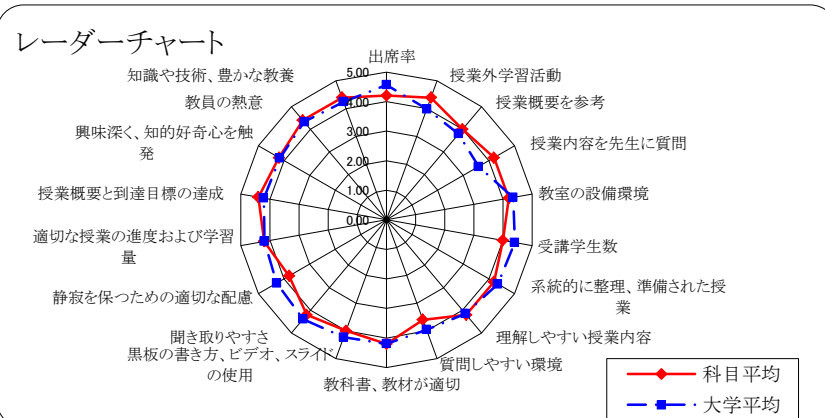 レーダーチャート
出席率
授業外学習活動
授業概要を参考
授業内容を先生に質問
教室の設備環境
受講学生数
系統的に整理、準備された授
業
理解しやすい授業内容
質問しやすい環境
教科書、教材が適切
黒板の書き方、ビデオ、スライド
の使用
聞き取りやすさ
静寂を保つための適切な配慮
適切な授業の進度および学習
量
授業概要と到達目標の達成
興味深く、知的好奇心を触
発
教員の熱意
知識や技術、豊かな教養
5.00
4.00
3.00
2.00
1.00
0.00
科目平均
大学平均